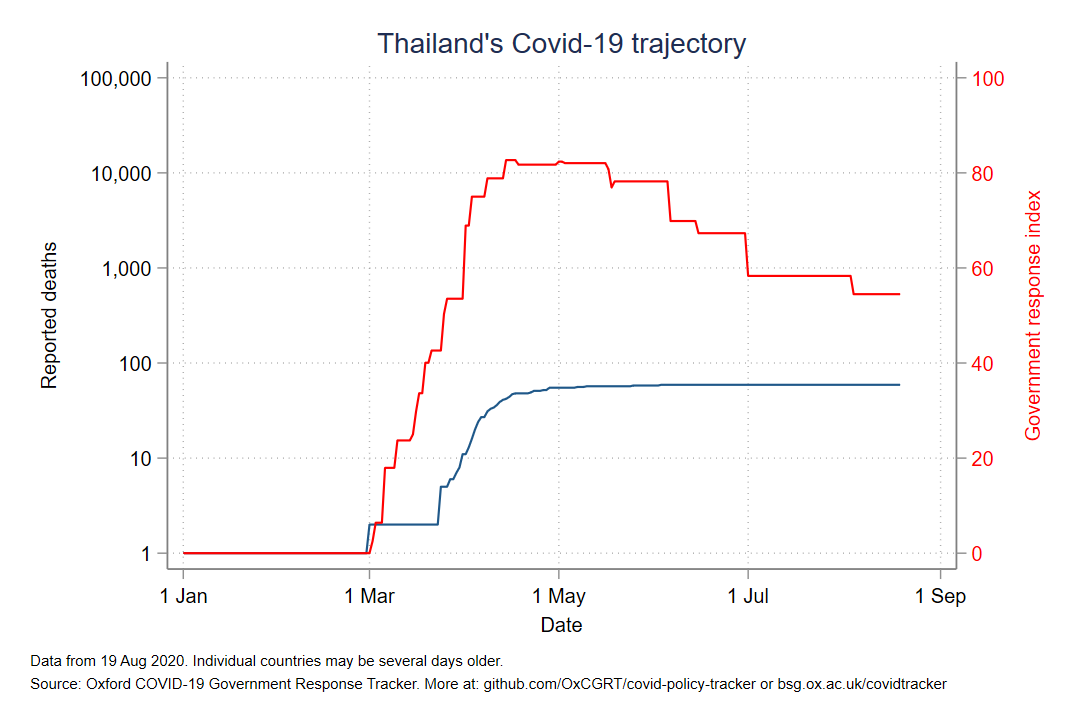 Thailand's Covid-19 trajectory
100,000
10,000
1,000
100
10
1
Reported deaths
100
80
60
40
20
0
Government response index
1 Jan
1 Mar
1 May
1 Jul
1 Sep
Date
Data from 19 Aug 2020. Individual countries may be several days older.
Source: Oxford COVID-19 Government Response Tracker. More at: github.com/OxCGRT/covid-policy-tracker or bsg.ox.ac.uk/covidtracker